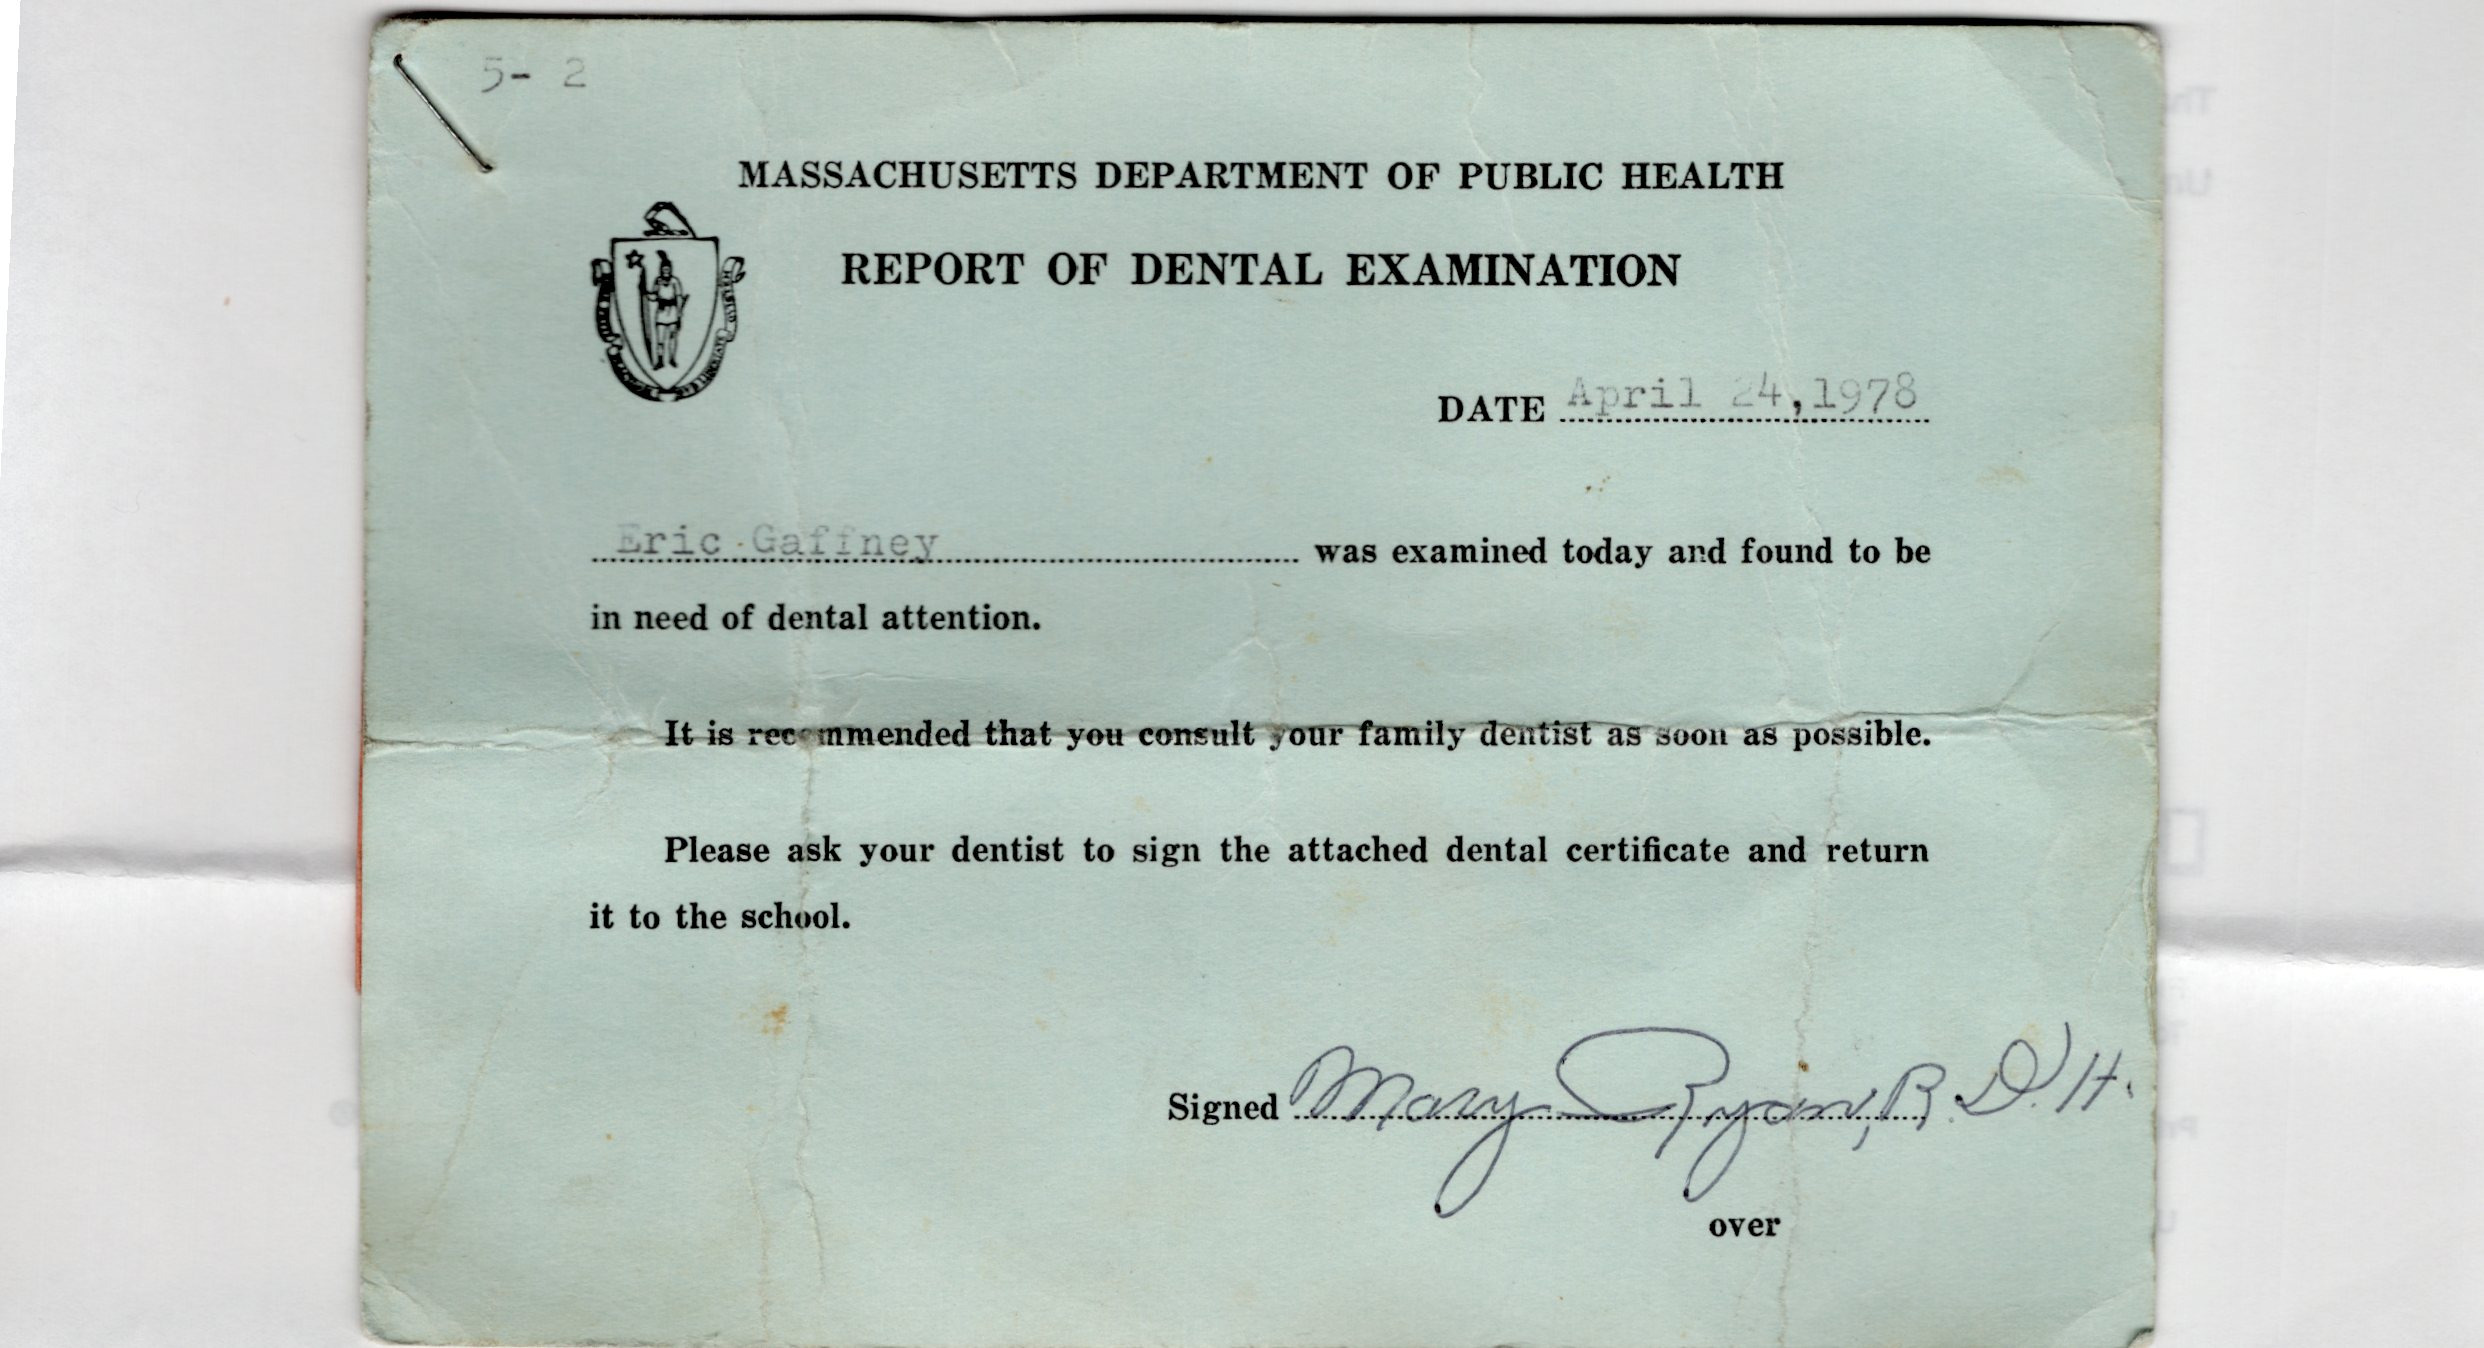 5- 2
MASSACHUSETTS DEPARTMENT OF PUBLIC HEALTH
REPORT OF DENTAL EXAMINATION
DATE April 24,1978
Eric Gaffney was examined today and found to be
in need of dental attention.
It is recommended that you consult your family dentist as soon as possible.
Please ask your dentist to sign the attached dental certificate and return
it to the school.
Signed Mary Ryan, R.D.H.
over